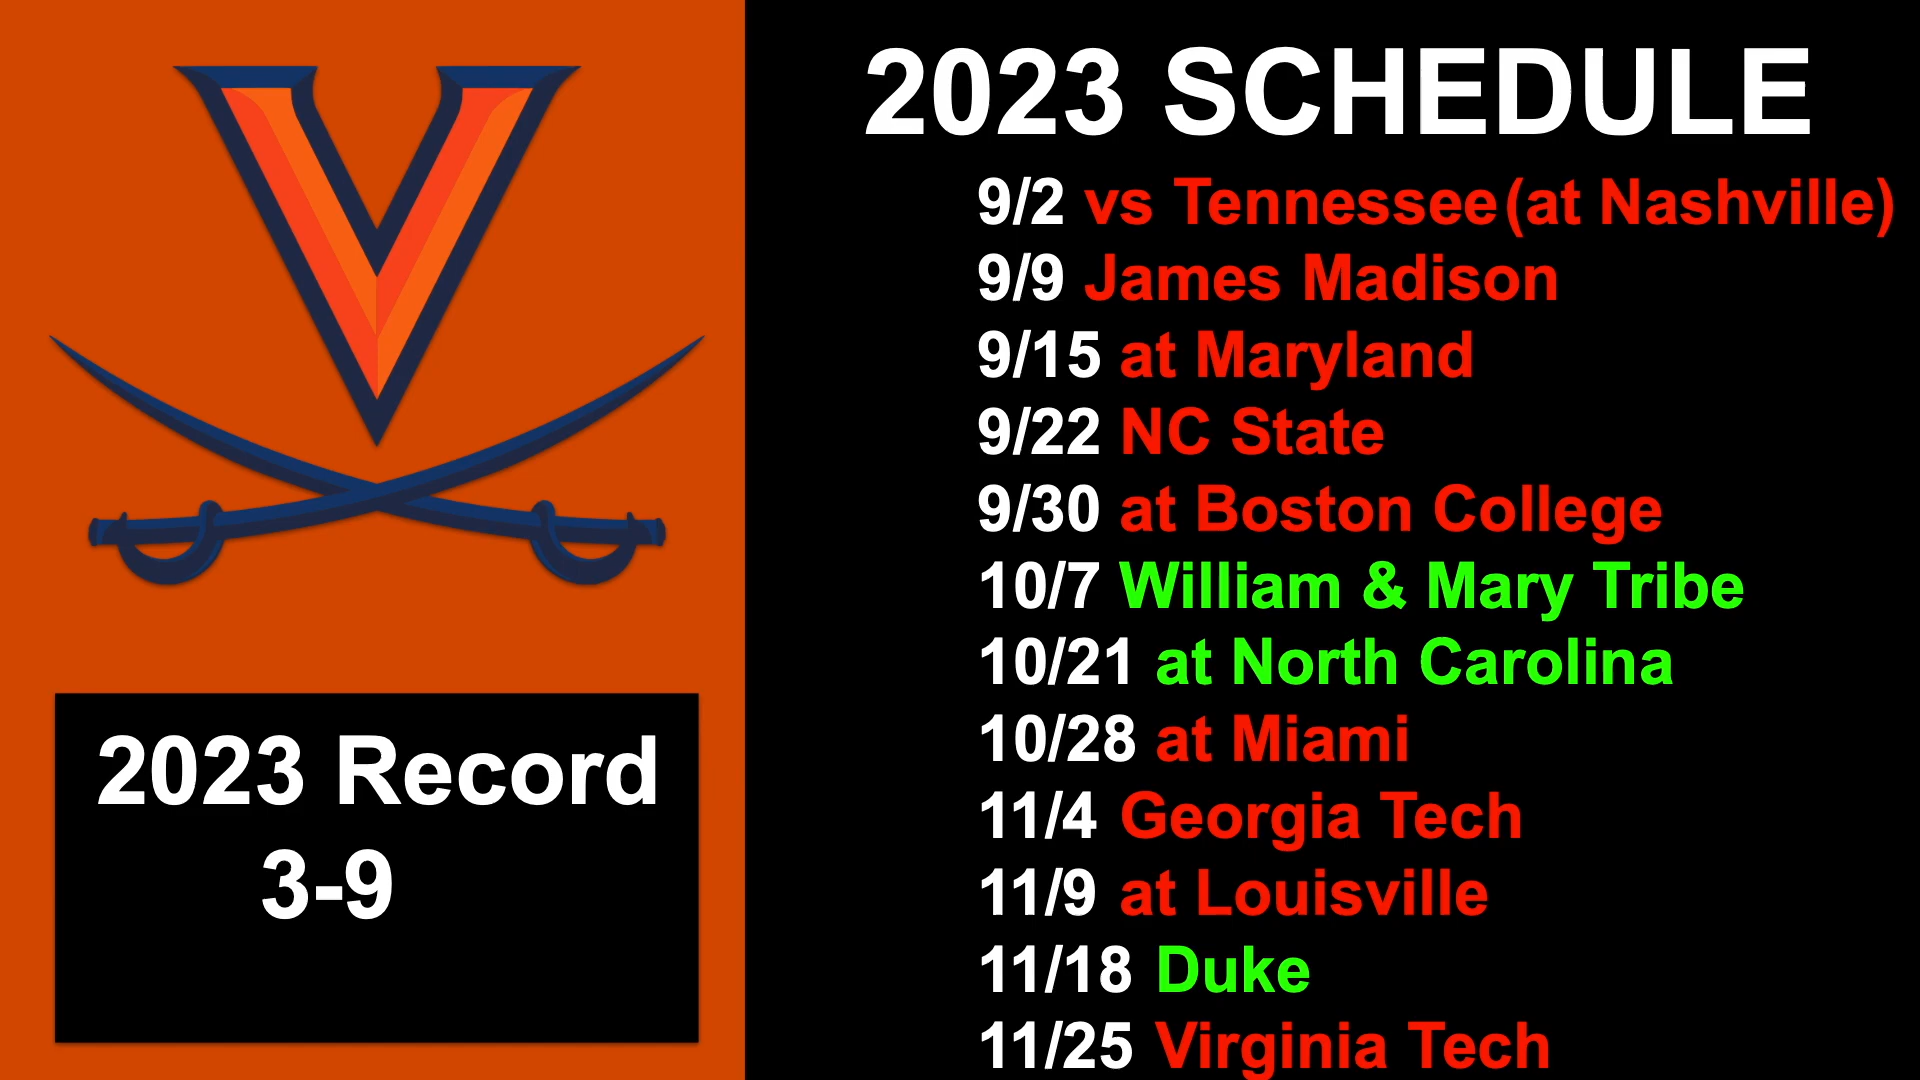 2023 SCHEDULE
9/2 vs Tennessee (at Nashville)
9/9 James Madison
9/15 at Maryland
9/22 NC State
9/30 at Boston College
10/7 William & Mary Tribe
10/21 at North Carolina
10/28 at Miami
11/4 Georgia Tech
11/9 at Louisville
11/18 Duke
11/25 Virginia Tech
2023 Record
3-9